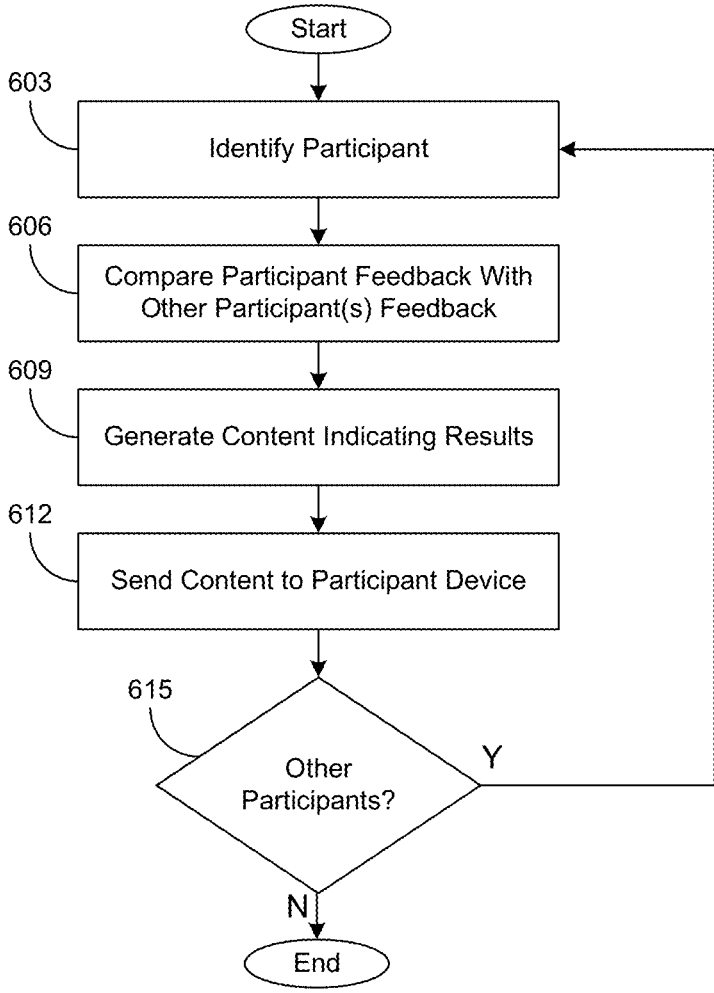 Start
603
Identify Participant
606
Compare Participant Feedback With
Other Participant(s) Feedback
609
Generate Content Indicating Results
612
Send Content to Participant Device
615
Other
Participants?
Y
N
End